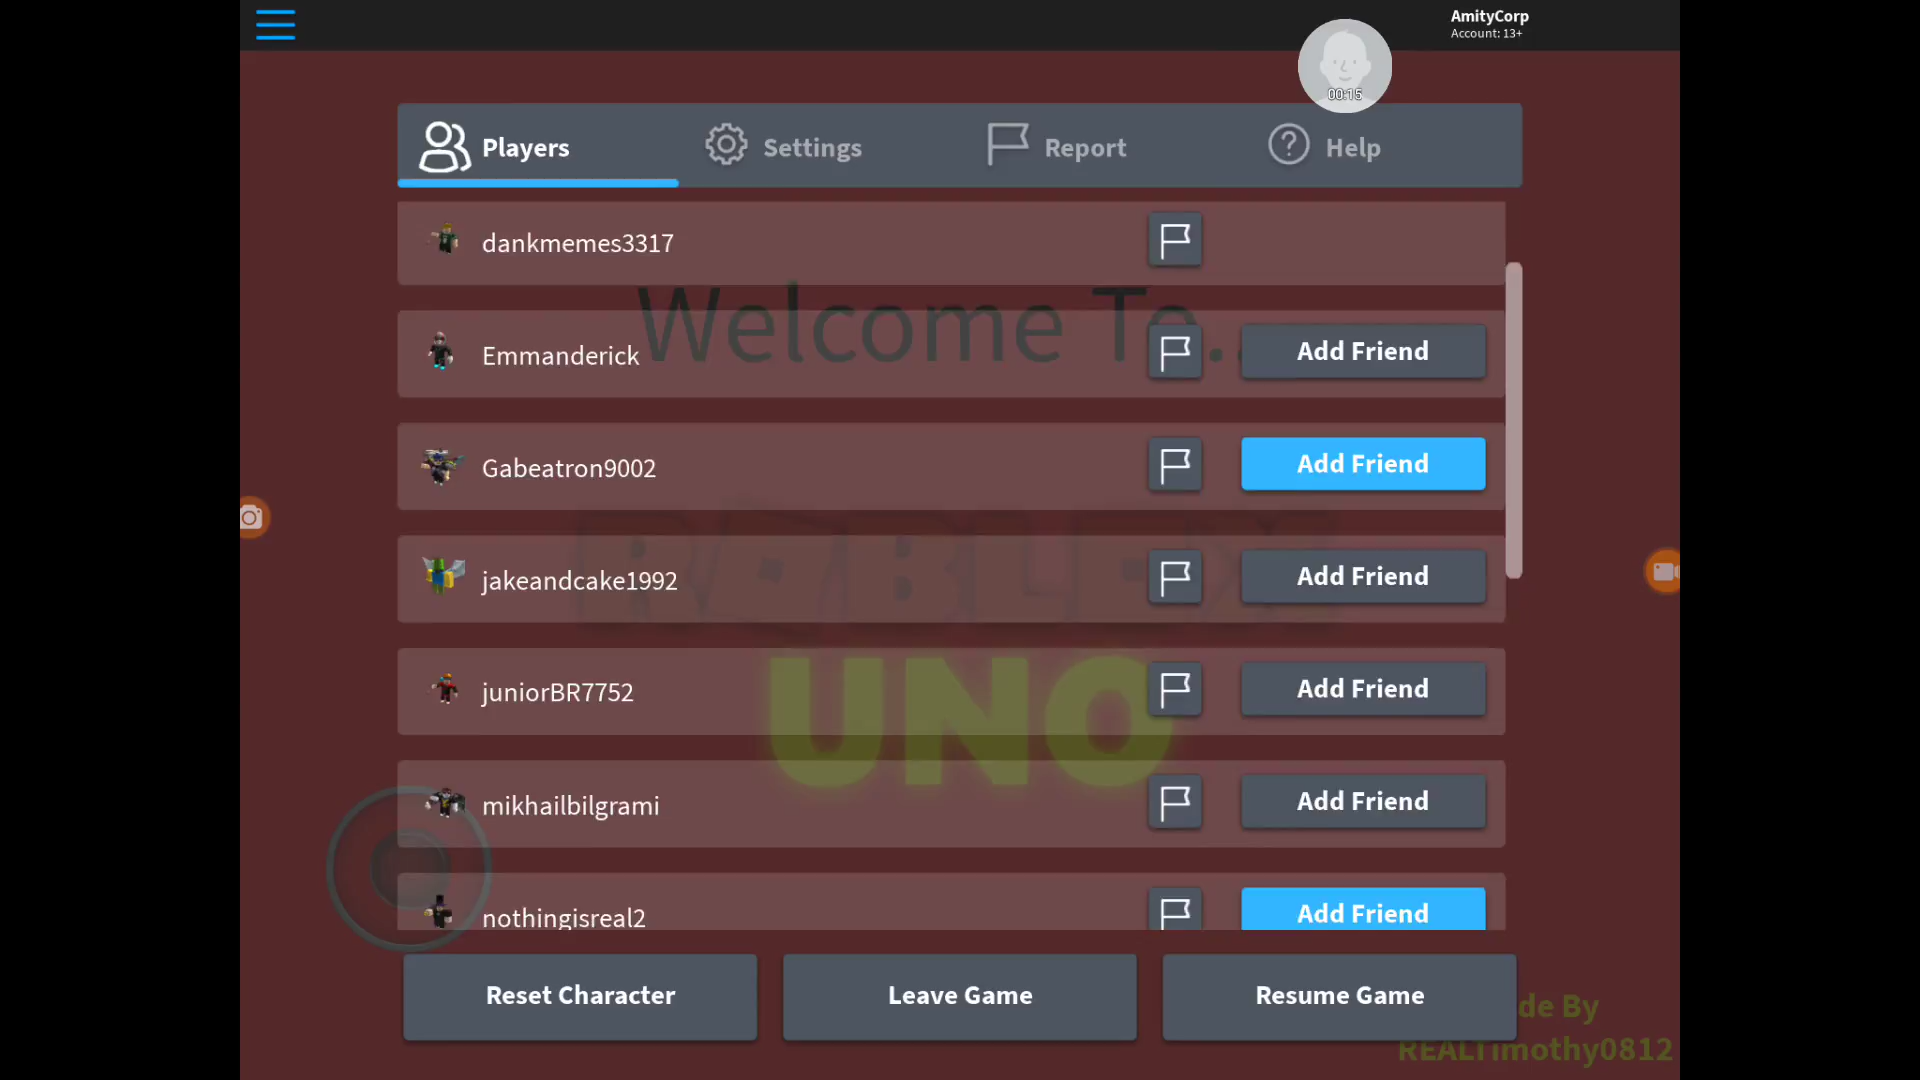 AmityCorp
Account: 13+
00:15
Players
Settings
Report
Help
dankmemes3317
Welcome To...
Emmanderick
Add Friend
Gabeatron9002
Add Friend
ROBLOX
jakeandcake1992
Add Friend
UNO
juniorBR7752
Add Friend
mikhailbilgrami
Add Friend
nothingisreal2
Add Friend
Reset Character
Leave Game
Resume Game
de By
REALTimothy0812